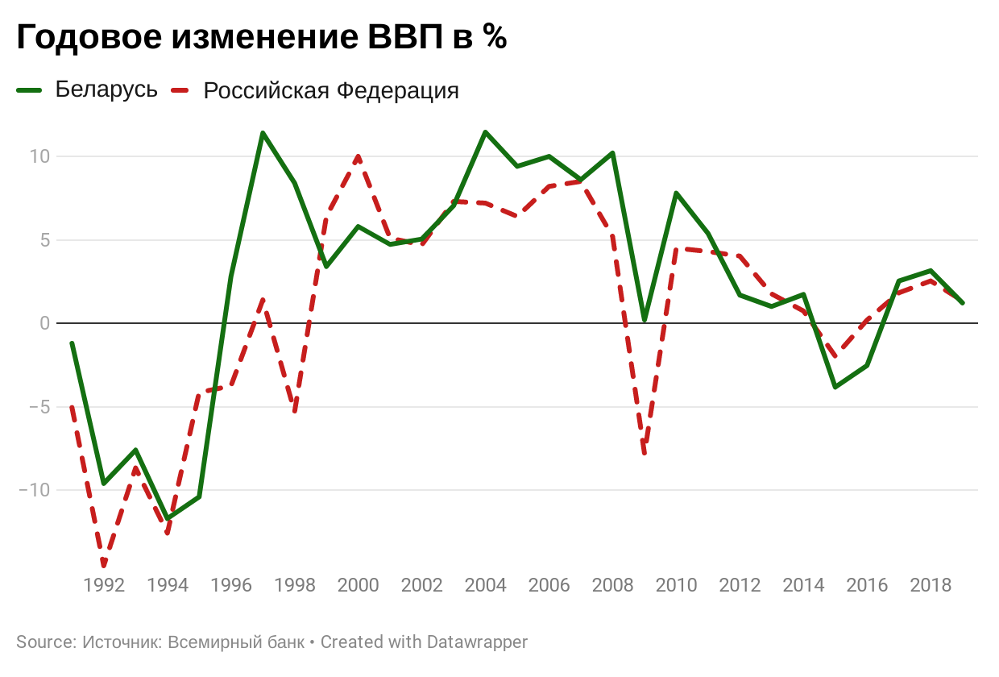 Годовое изменение ВВП в %
Беларусь Российская Федерация
10
5
0
−5
−10
1992 1994 1996 1998 2000 2002 2004 2006 2008 2010 2012 2014 2016 2018
Source: Источник: Всемирный банк • Created with Datawrapper